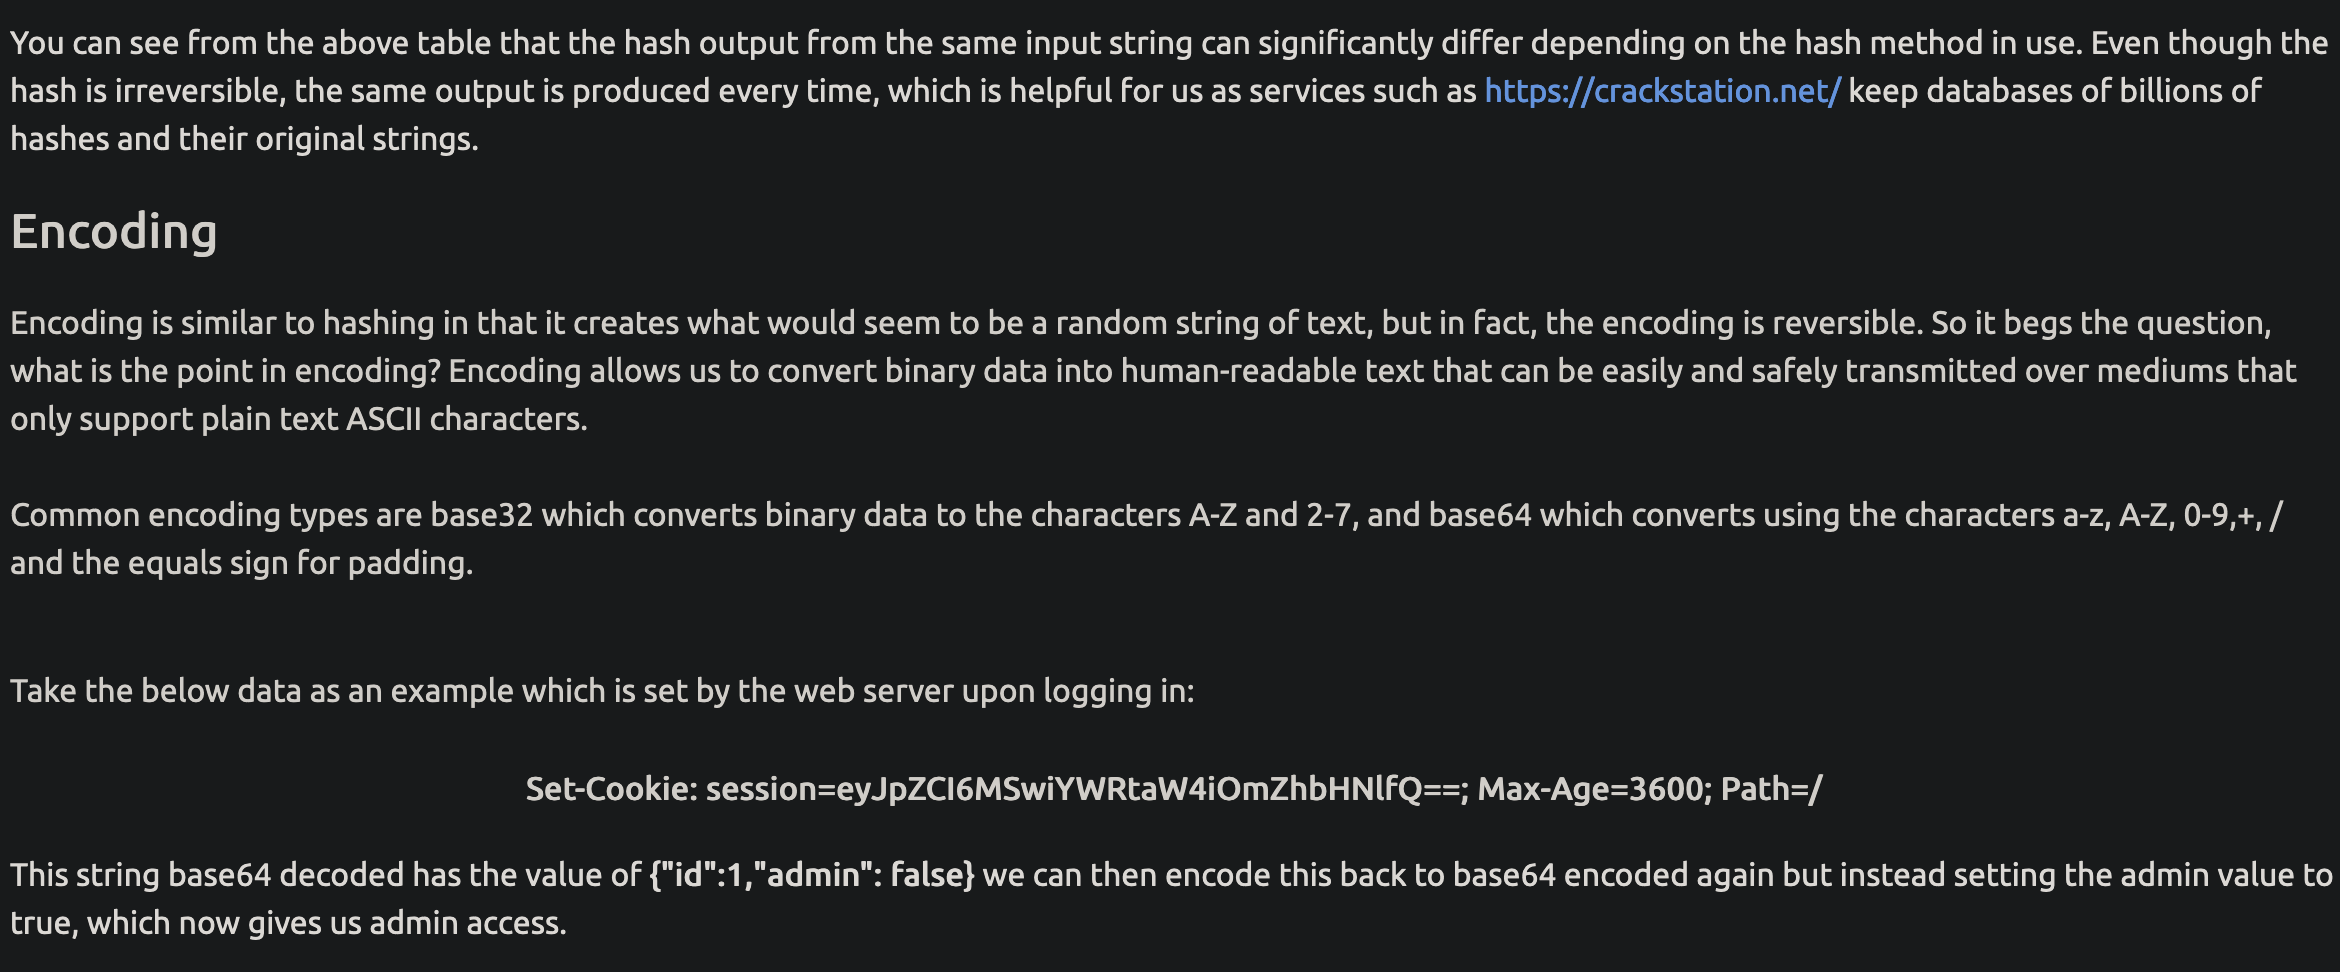 You can see from the above table that the hash output from the same input string can significantly differ depending on the hash method in use. Even though the
hash is irreversible, the same output is produced every time, which is helpful for us as services such as https://crackstation.net/ keep databases of billions of
hashes and their original strings.
Encoding
Encoding is similar to hashing in that it creates what would seem to be a random string of text, but in fact, the encoding is reversible. So it begs the question,
what is the point in encoding? Encoding allows us to convert binary data into human-readable text that can be easily and safely transmitted over mediums that
only support plain text ASCII characters.
Common encoding types are base32 which converts binary data to the characters A-Z and 2-7, and base64 which converts using the characters a-z, A-Z, 0-9,+, /
and the equals sign for padding.
Take the below data as an example which is set by the web server upon logging in:
Set-Cookie: session=eyJpZCI6MSwiYWRtaW4iOmZhbHNlfQ==; Max-Age=3600; Path=/
This string base64 decoded has the value of {"id":1,"admin": false} we can then encode this back to base64 encoded again but instead setting the admin value to
true, which now gives us admin access.